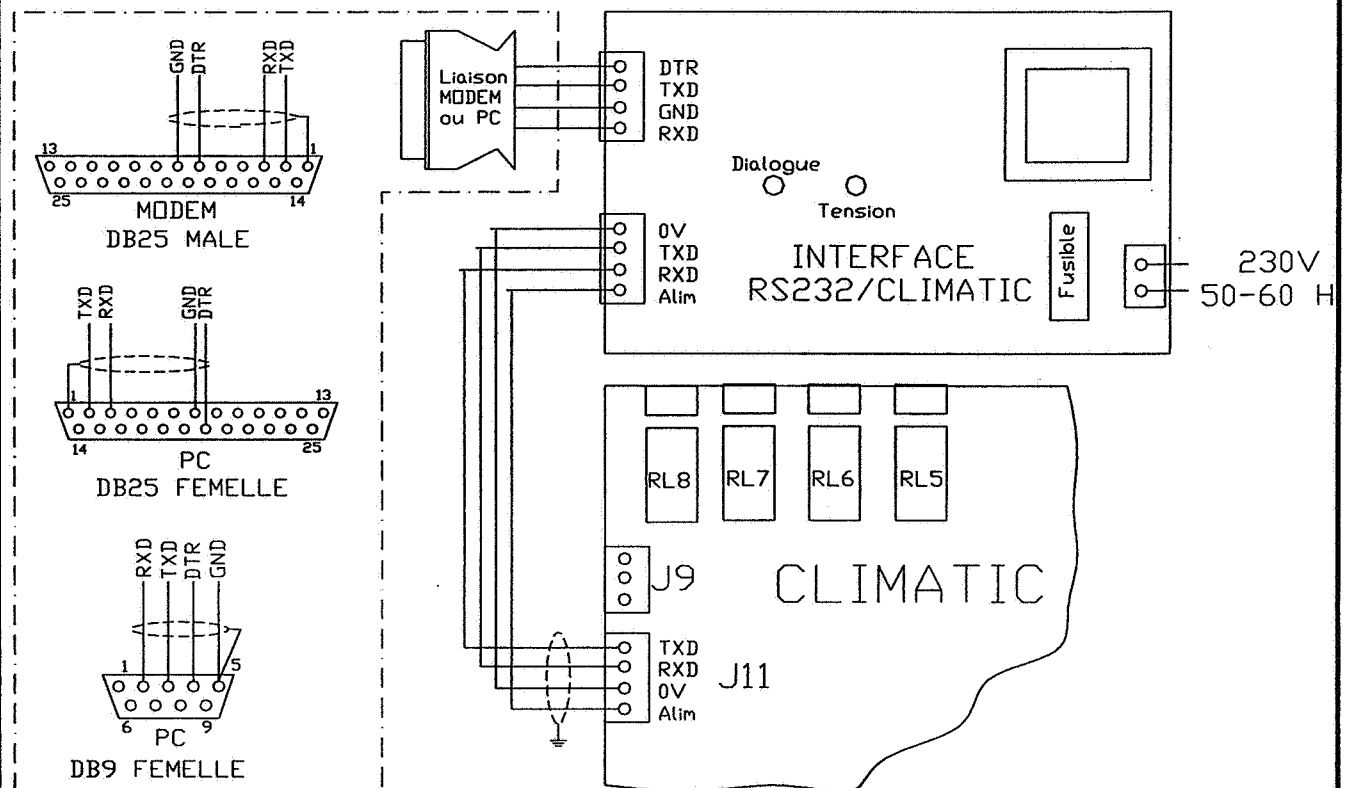 GND
DTR
RXD
TXD
13
1
25
14
MODEM
DB25 MALE
TXD
RXD
GND
DTR
1
13
14
25
PC
DB25 FEMELLE
RXD
TXD
DTR
GND
1
5
6
9
PC
DB9 FEMELLE
Liaison
MODEM
ou PC
DTR
TXD
GND
RXD
Dialogue
Tension
0V
TXD
RXD
Alim
INTERFACE
RS232/CLIMATIC
Fusible
230V
50-60 H
RL8
RL7
RL6
RL5
J9
CLIMATIC
TXD
RXD
0V
Alim
J11